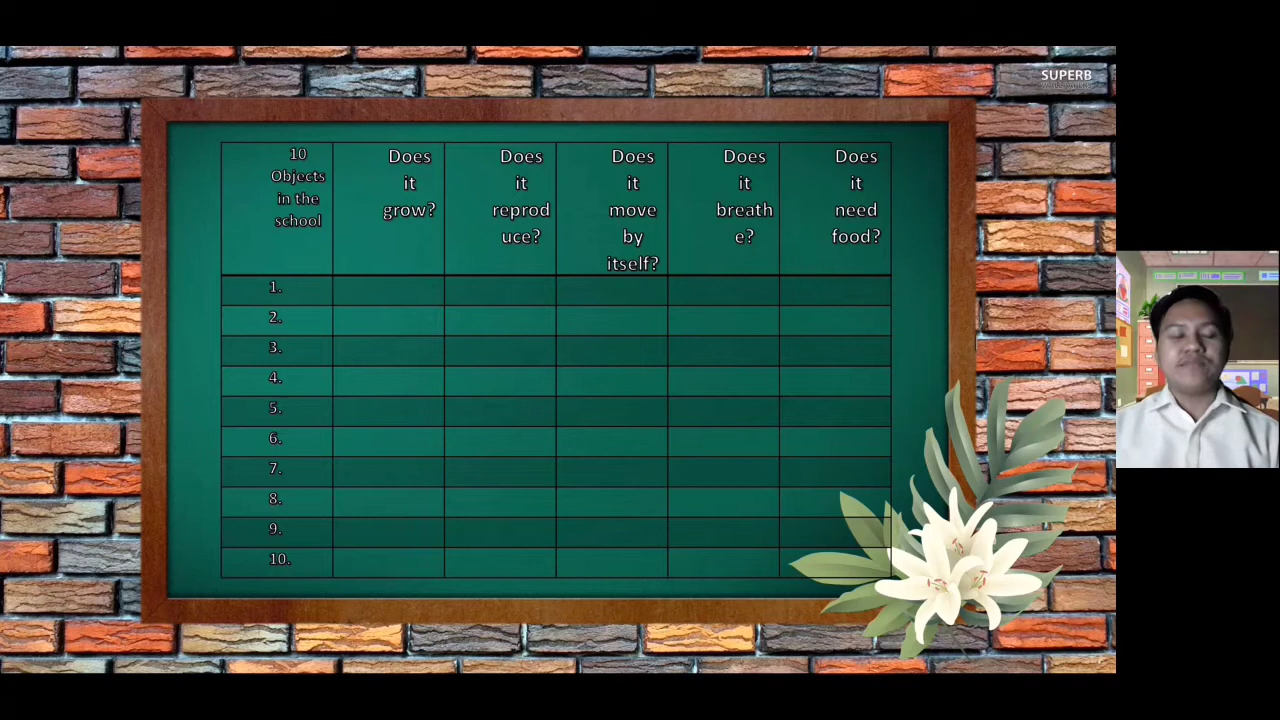 SUPERB
10
Objects
in the
school
Does
it
grow?
Does
it
reprod
uce?
Does
it
move
by
itself?
Does
it
breath
e?
Does
it
need
food?
1.
2.
3.
4.
5.
6.
7.
8.
9.
10.